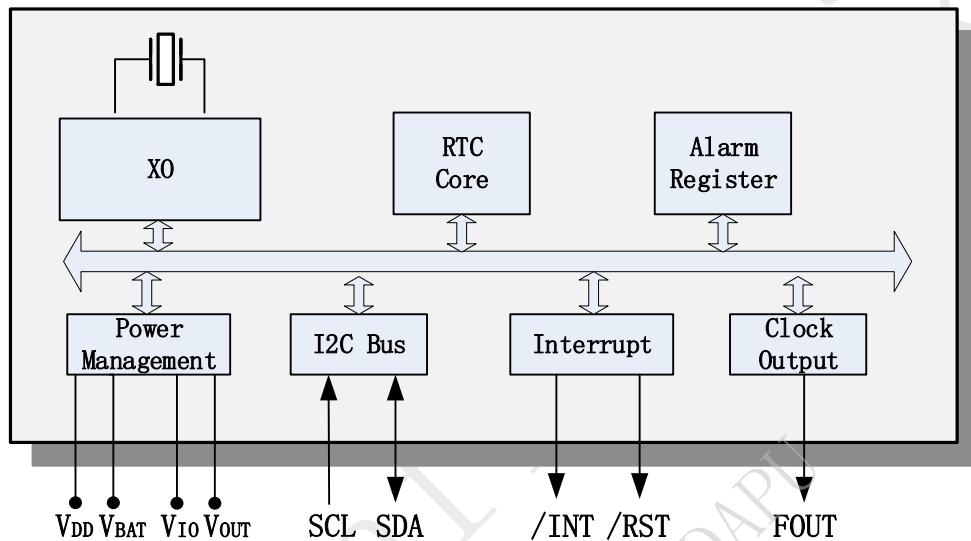 XO
RTC
Core
Alarm
Register
Power
Management
I2C Bus
Interrupt
Clock
Output
VDD VBAT VIO VOUT SCL SDA /INT /RST FOUT
DAPU